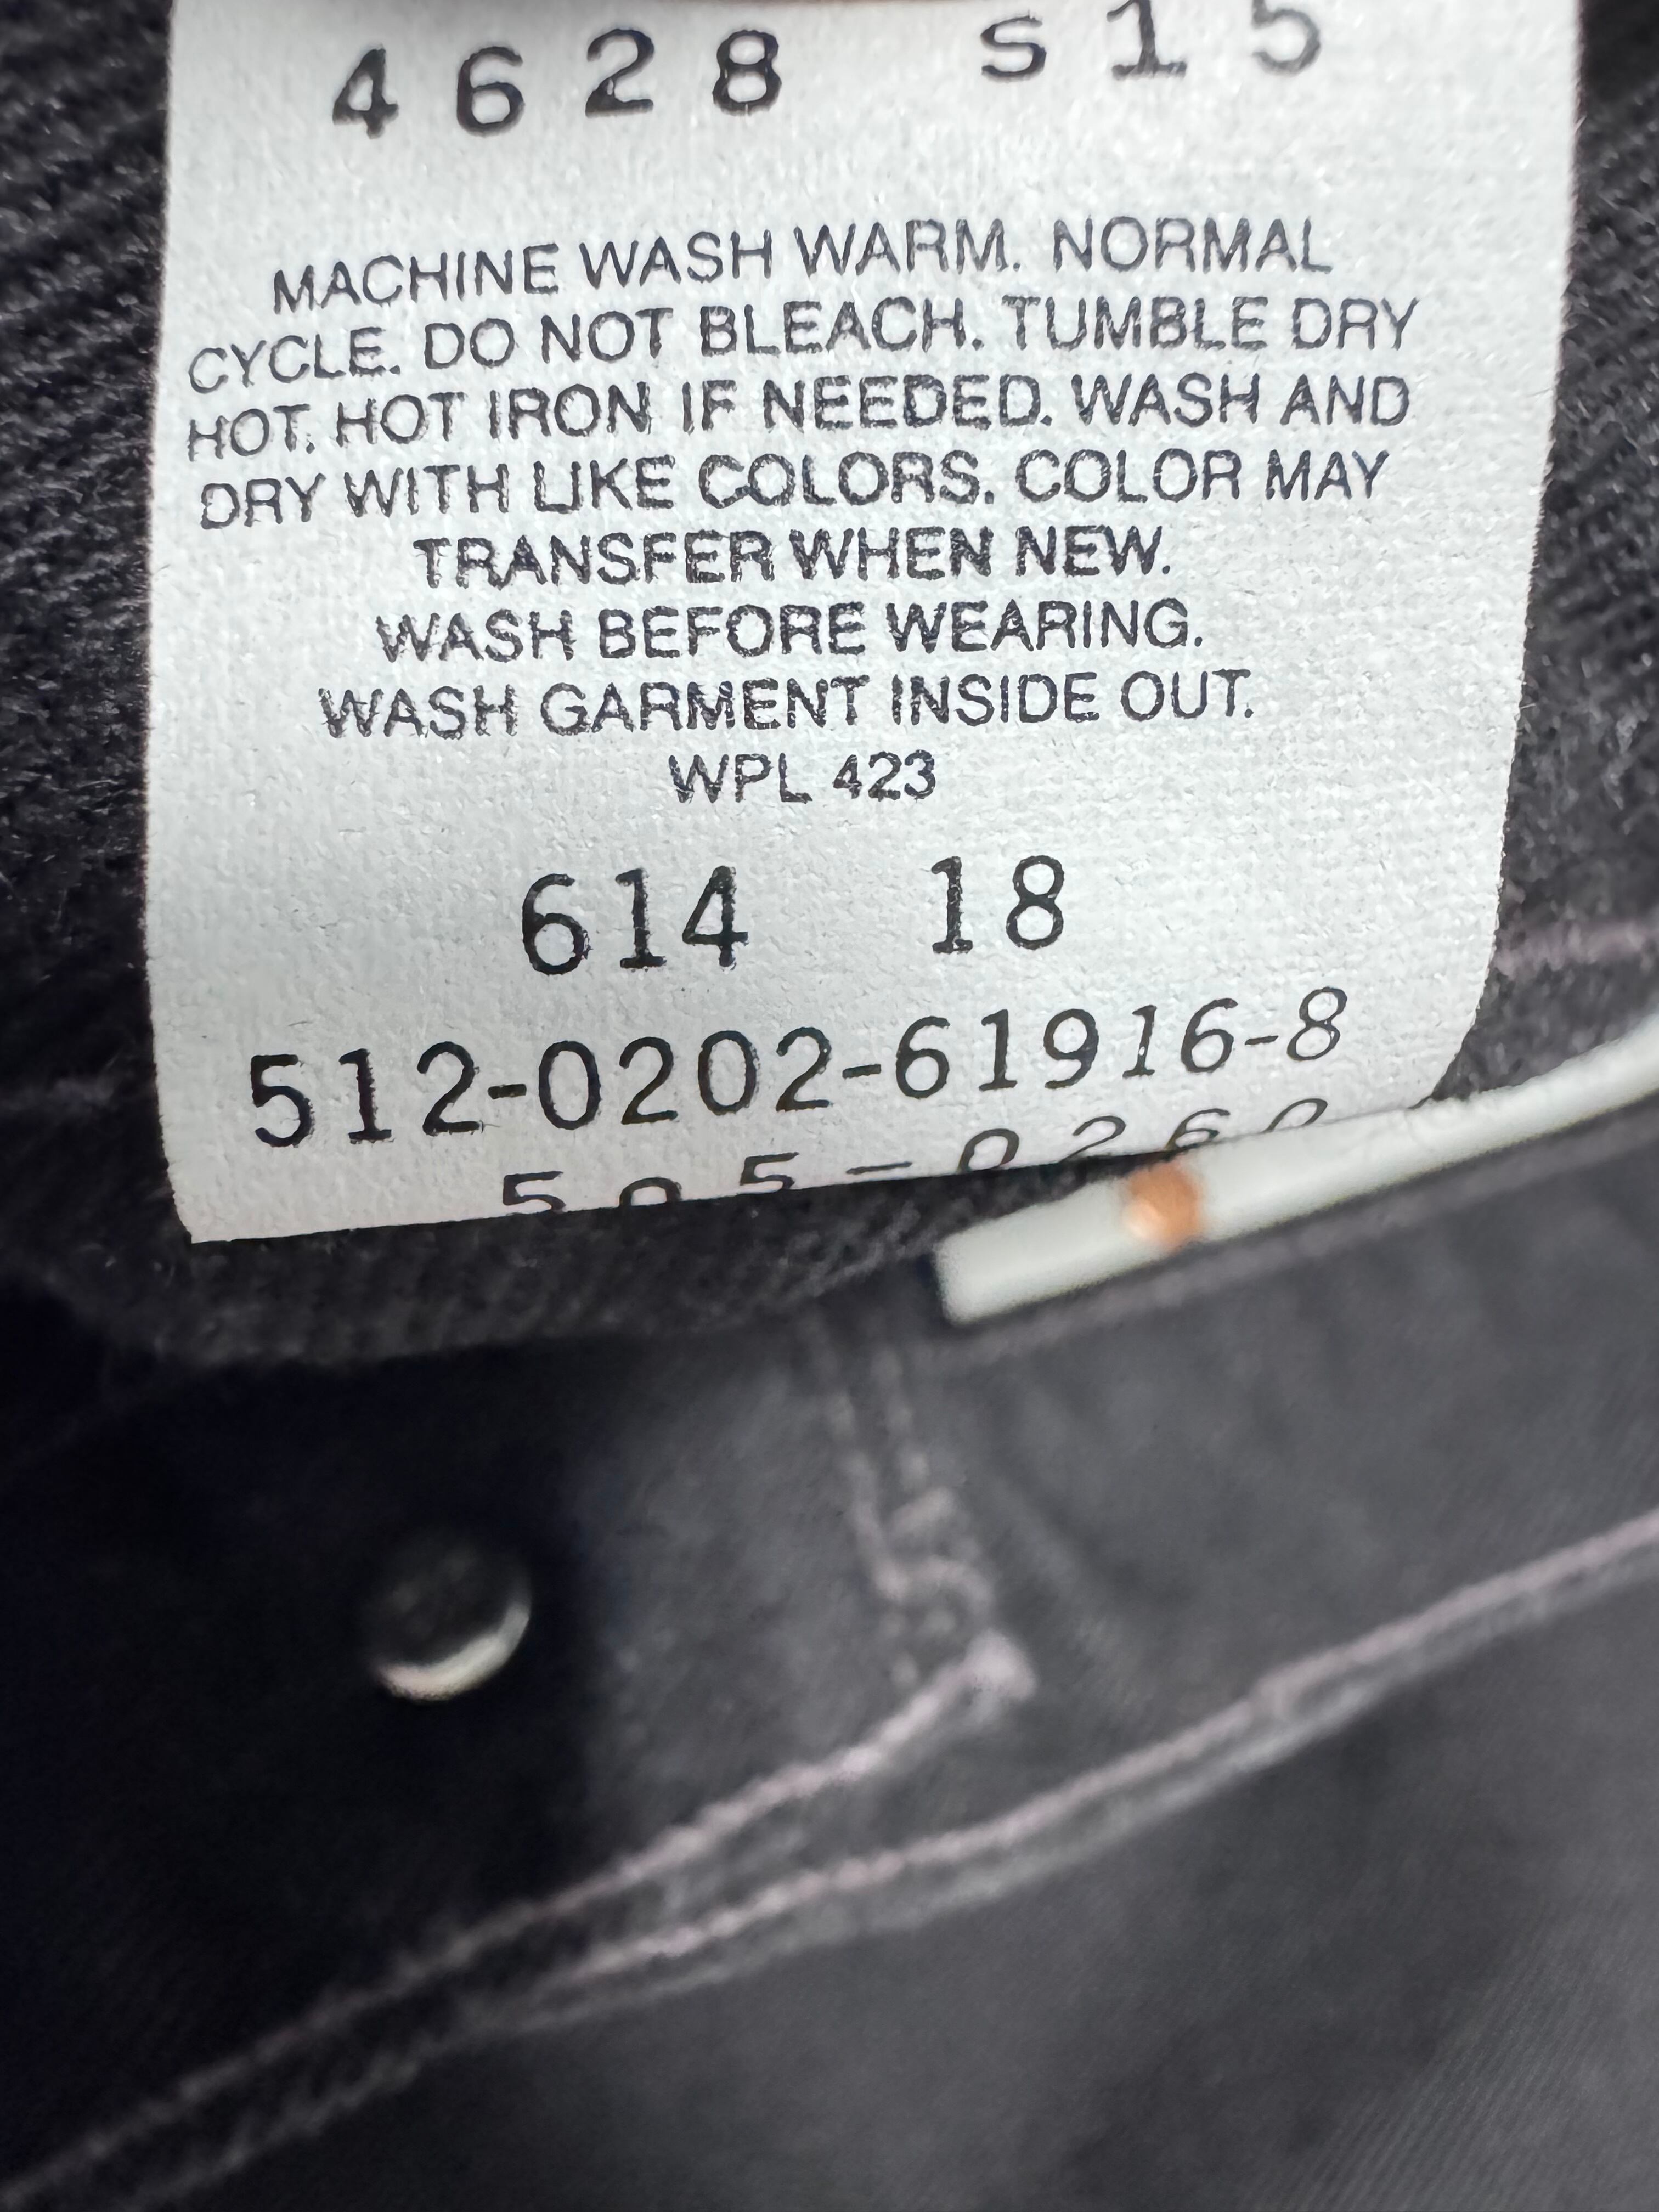 4628 S15
MACHINE WASH WARM. NORMAL
CYCLE. DO NOT BLEACH. TUMBLE DRY
HOT. HOT IRON IF NEEDED. WASH AND
DRY WITH LIKE COLORS. COLOR MAY
TRANSFER WHEN NEW.
WASH BEFORE WEARING.
WASH GARMENT INSIDE OUT.
WPL 423
614 18
512-0202-61916-8